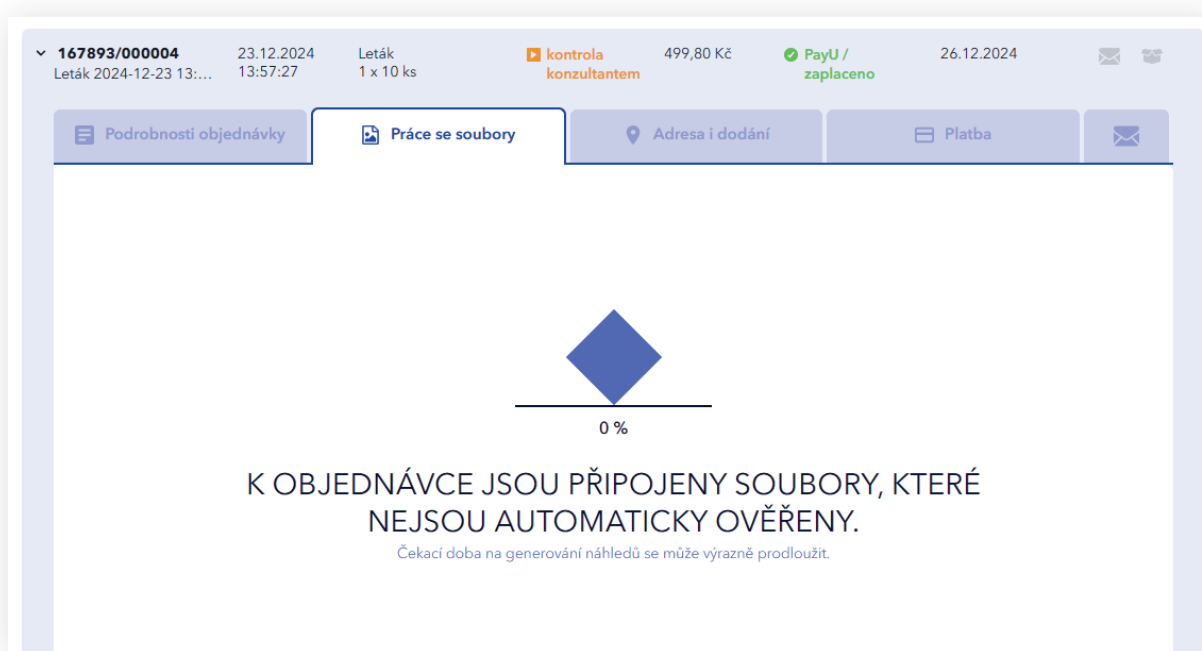 167893/000004
Leták 2024-12-23 13:...
23.12.2024
13:57:27
Leták
1 x 10 ks
kontrola
konzultantem
499,80 Kč
PayU /
zaplaceno
26.12.2024
Podrobnosti objednávky
Práce se soubory
Adresa i dodání
Platba
0 %
K OBJEDNÁVCE JSOU PŘIPOJENY SOUBORY, KTERÉ
NEJSOU AUTOMATICKY OVĚŘENY.
Čekací doba na generování náhledů se může výrazně prodloužit.